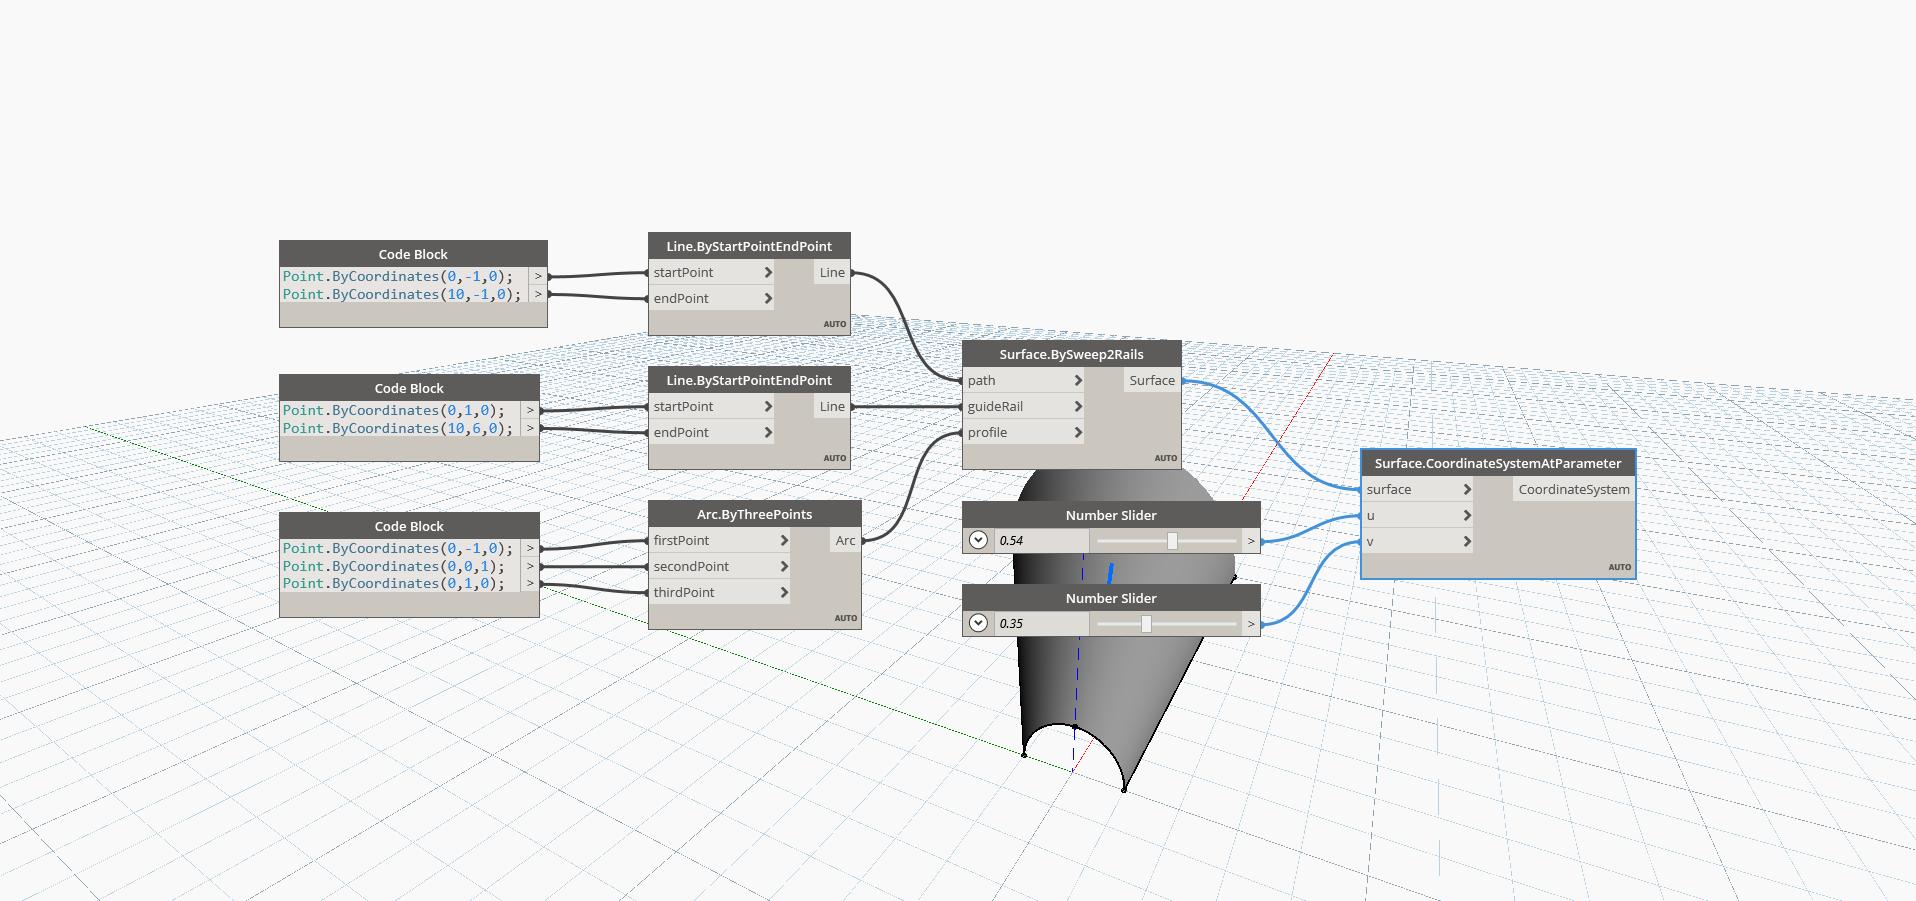 Code Block
Point.ByCoordinates(0,-1,0); >
Point.ByCoordinates(10,-1,0); >
Line.ByStartPointEndPoint
startPoint > Line
endPoint >
AUTO
Code Block
Point.ByCoordinates(0,1,0); >
Point.ByCoordinates(10,6,0); >
Line.ByStartPointEndPoint
startPoint > Line
endPoint >
AUTO
Code Block
Point.ByCoordinates(0,-1,0); >
Point.ByCoordinates(0,0,1); >
Point.ByCoordinates(0,1,0); >
Arc.ByThreePoints
firstPoint > Arc
secondPoint >
thirdPoint >
AUTO
Surface.BySweep2Rails
path > Surface
guideRail >
profile >
AUTO
Number Slider
0.54 >
Number Slider
0.35 >
Surface.CoordinateSystemAtParameter
surface > CoordinateSystem
u >
v >
AUTO